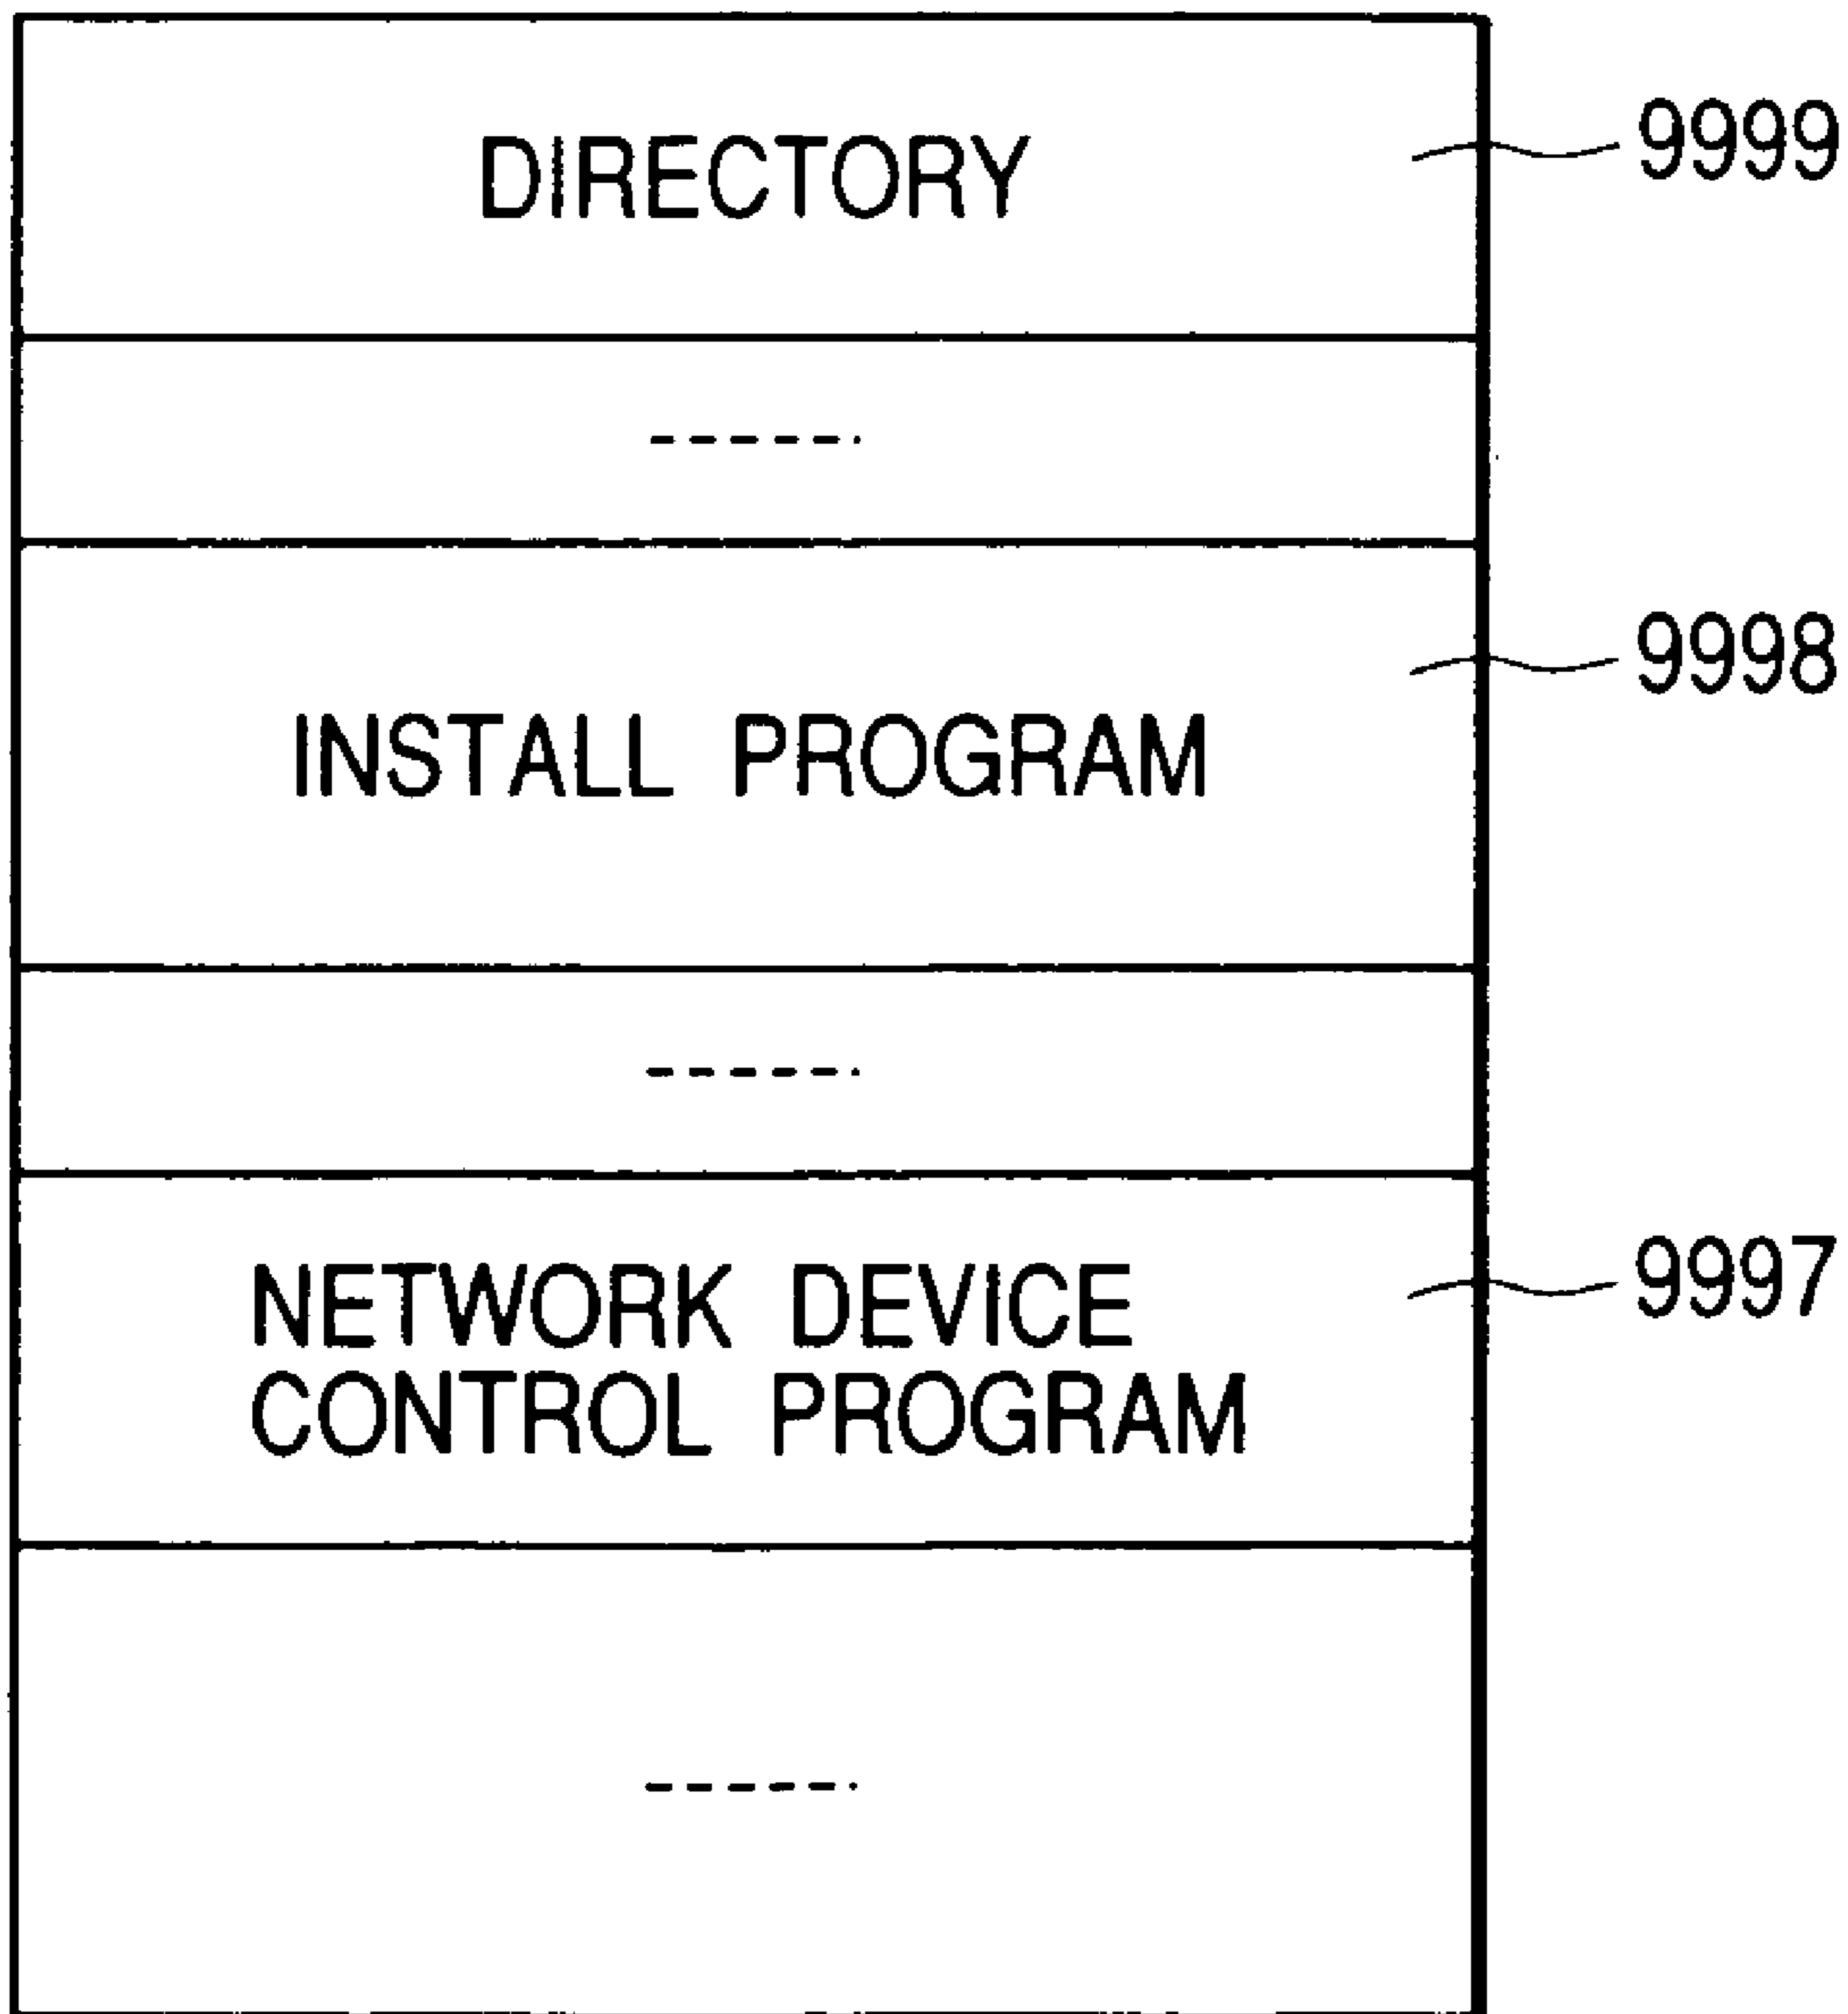 DIRECTORY
9999
------
9998
INSTALL PROGRAM
------
9997
NETWORK DEVICE
CONTROL PROGRAM
------